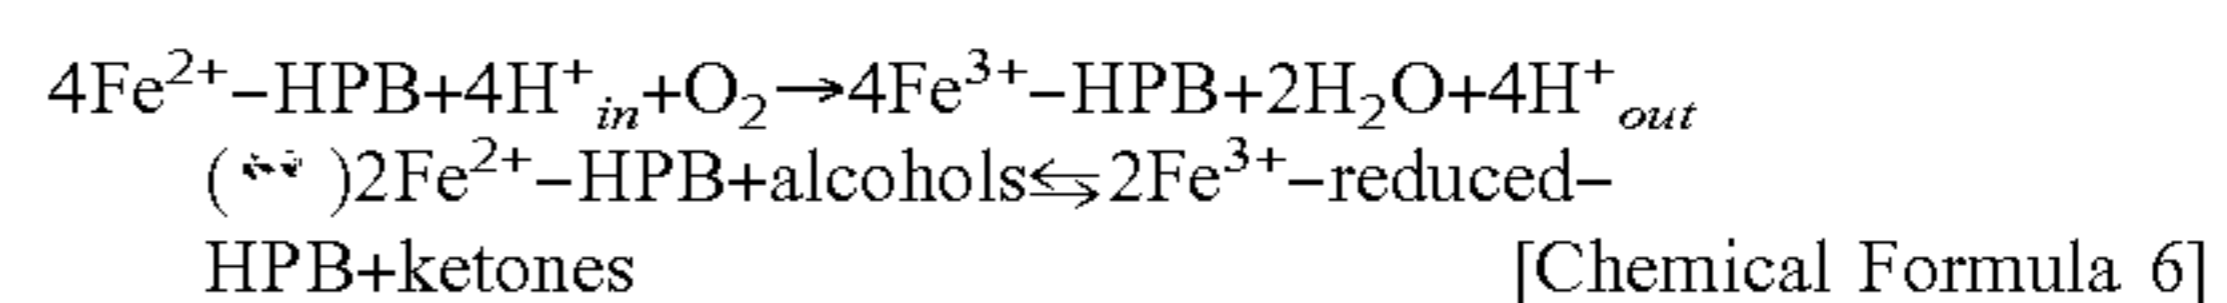 4Fe²⁺–HPB+4H⁺ᵢₙ+O₂→4Fe³⁺–HPB+2H₂O+4H⁺ₒᵤₜ
( )2Fe²⁺–HPB+alcohols⇆2Fe³⁺–reduced–
HPB+ketones [Chemical Formula 6]